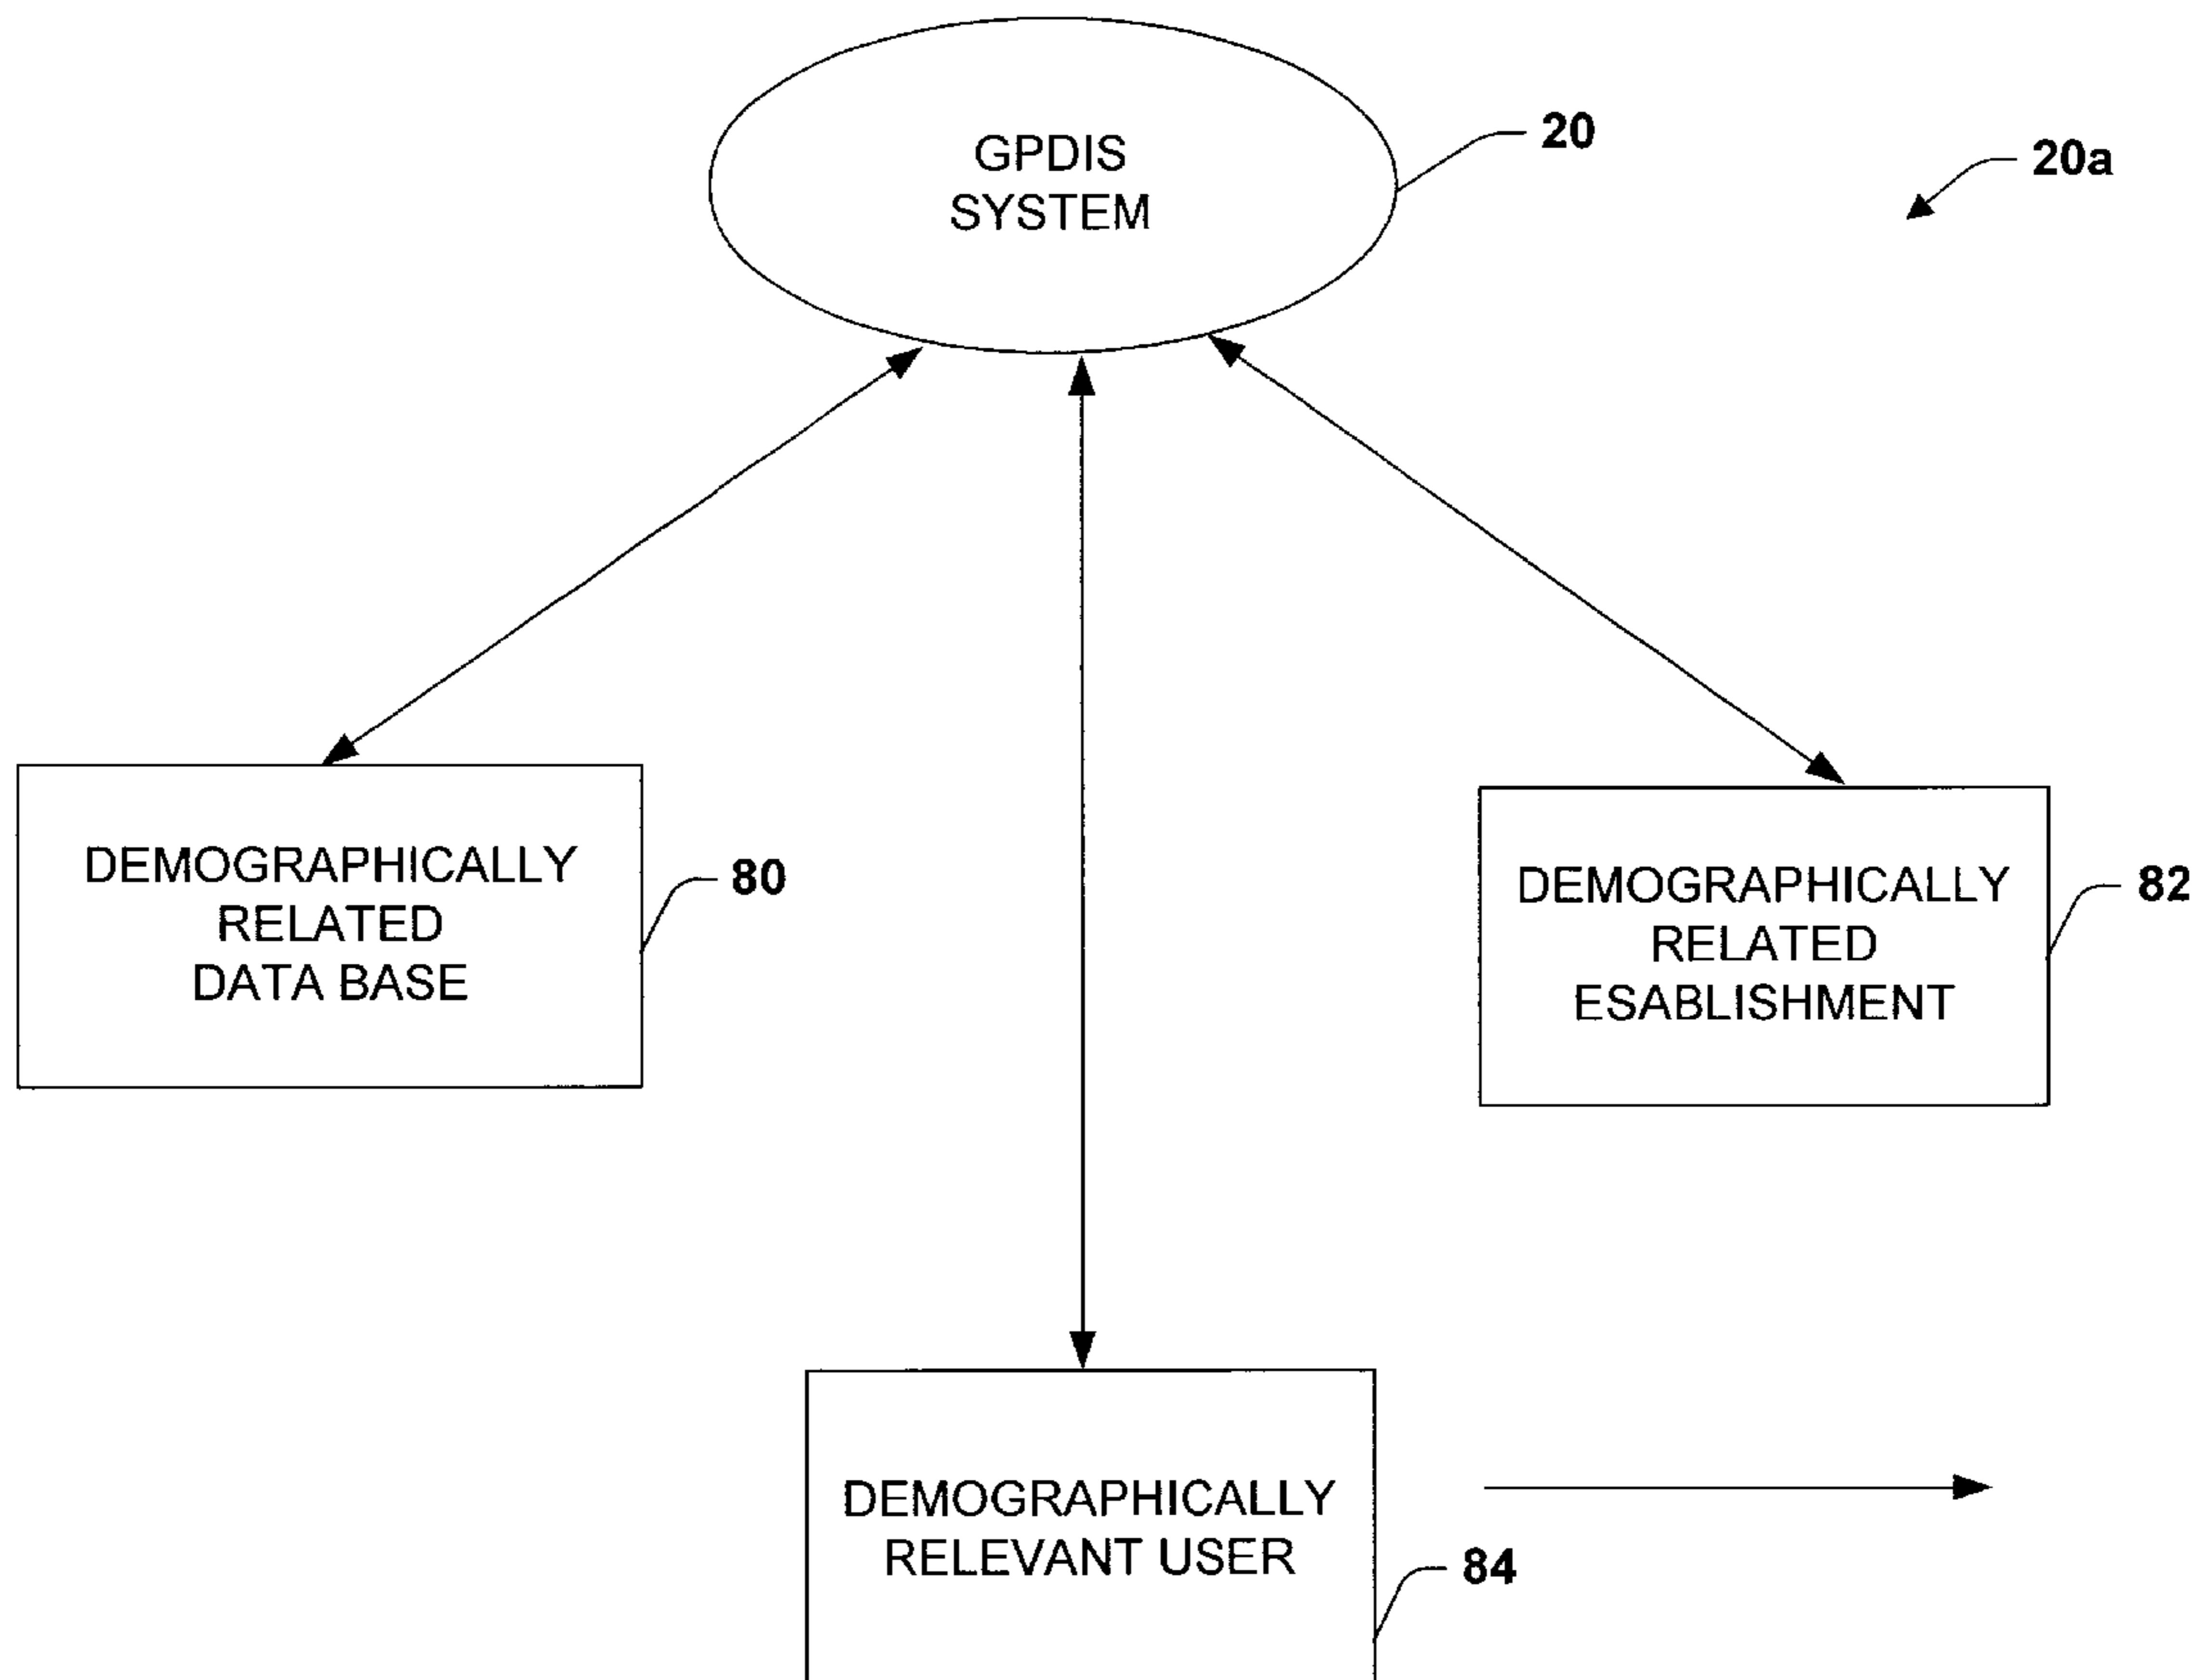 GPDIS
SYSTEM
20
20a
DEMOGRAPHICALLY
RELATED
DATA BASE
80
DEMOGRAPHICALLY
RELATED
ESABLISHMENT
82
DEMOGRAPHICALLY
RELEVANT USER
84